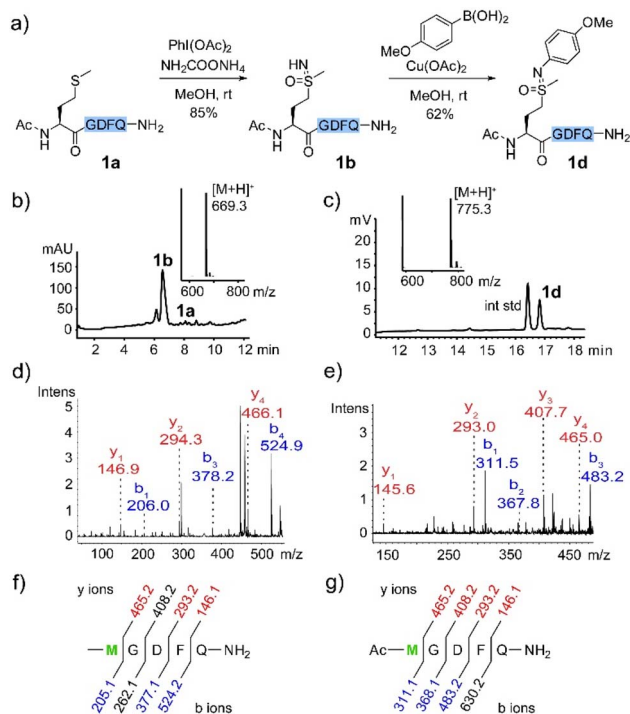 a)
PhI(OAc)2
NH2COONH4
MeOH, rt
85%
B(OH)2
MeO
Cu(OAc)2
MeOH, rt
62%
OMe
S
Ac
N
H
O
GDFQ
NH2
1a
HN
O=S
Ac
N
H
O
GDFQ
NH2
1b
N
O=S
Ac
N
H
O
GDFQ
NH2
1d
b)
mAU
150
100
50
0
2
4
6
8
10
12
min
1b
1a
[M+H]+
669.3
600
800
m/z
c)
mV
25
20
15
10
5
0
12
13
14
15
16
17
18
min
int std
1d
[M+H]+
775.3
600
800
m/z
d)
Intens
5
4
3
2
1
0
100
200
300
400
500
m/z
y1
146.9
b1
206.0
y2
294.3
b3
378.2
y4
466.1
b4
524.9
e)
Intens
3
2
1
0
150
250
350
450
m/z
y1
145.6
y2
293.0
b1
311.5
b2
367.8
y3
407.7
y4
465.0
b3
483.2
f)
y ions
465.2
408.2
293.2
146.1
M G D F Q NH2
205.1
262.1
377.1
524.2
b ions
g)
y ions
465.2
408.2
293.2
146.1
Ac M G D F Q NH2
311.1
368.1
483.2
630.2
b ions